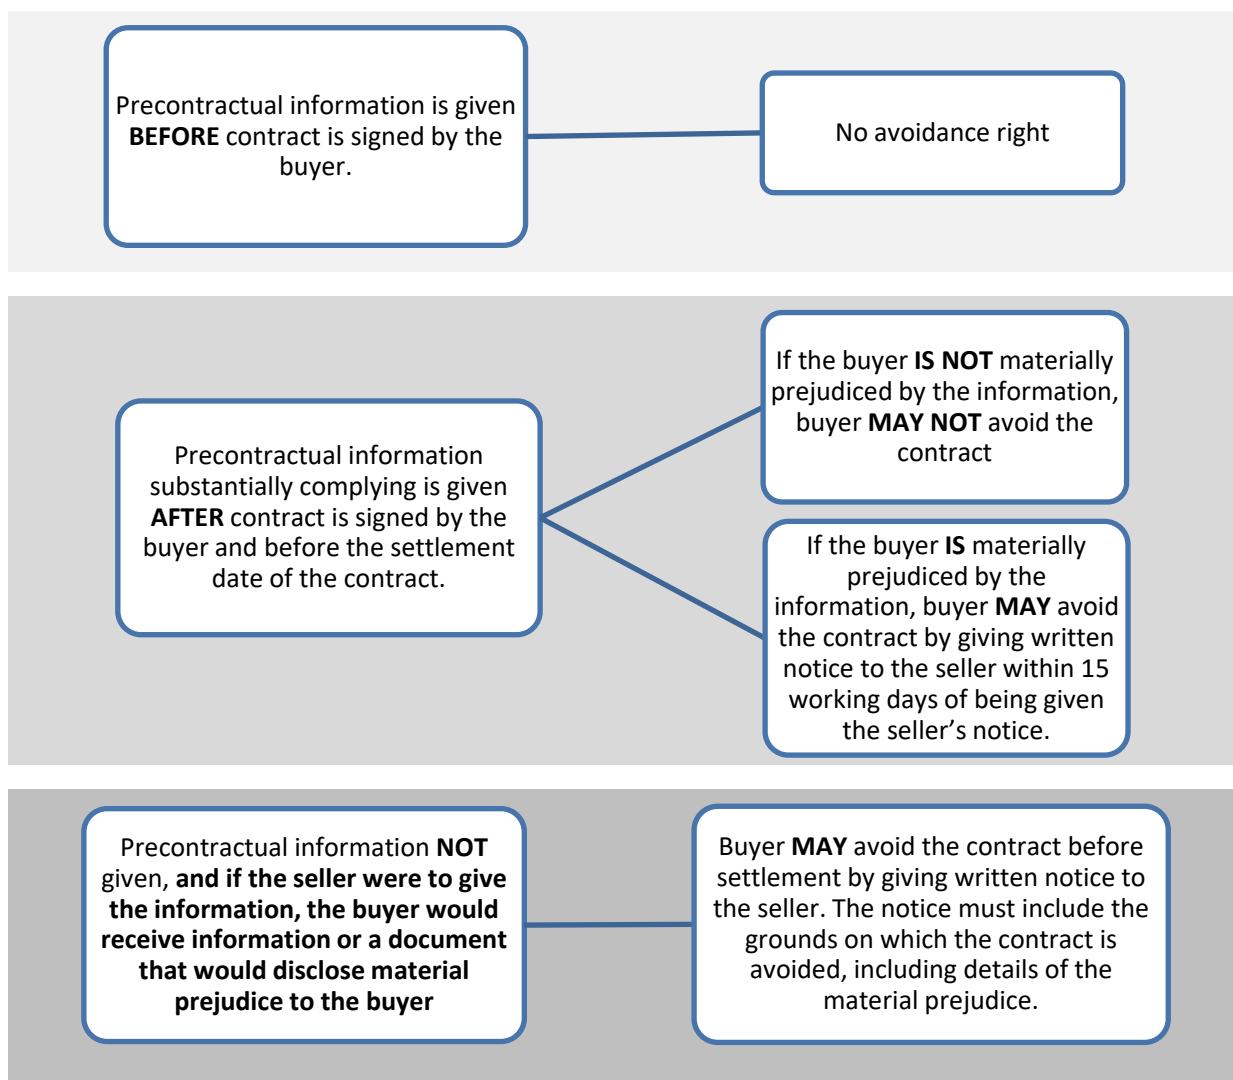 Precontractual information is given
BEFORE contract is signed by the
buyer.
No avoidance right
Precontractual information
substantially complying is given
AFTER contract is signed by the
buyer and before the settlement
date of the contract.
If the buyer IS NOT materially
prejudiced by the information,
buyer MAY NOT avoid the
contract
If the buyer IS materially
prejudiced by the
information, buyer MAY avoid
the contract by giving written
notice to the seller within 15
working days of being given
the seller’s notice.
Precontractual information NOT
given, and if the seller were to give
the information, the buyer would
receive information or a document
that would disclose material
prejudice to the buyer
Buyer MAY avoid the contract before
settlement by giving written notice to
the seller. The notice must include the
grounds on which the contract is
avoided, including details of the
material prejudice.